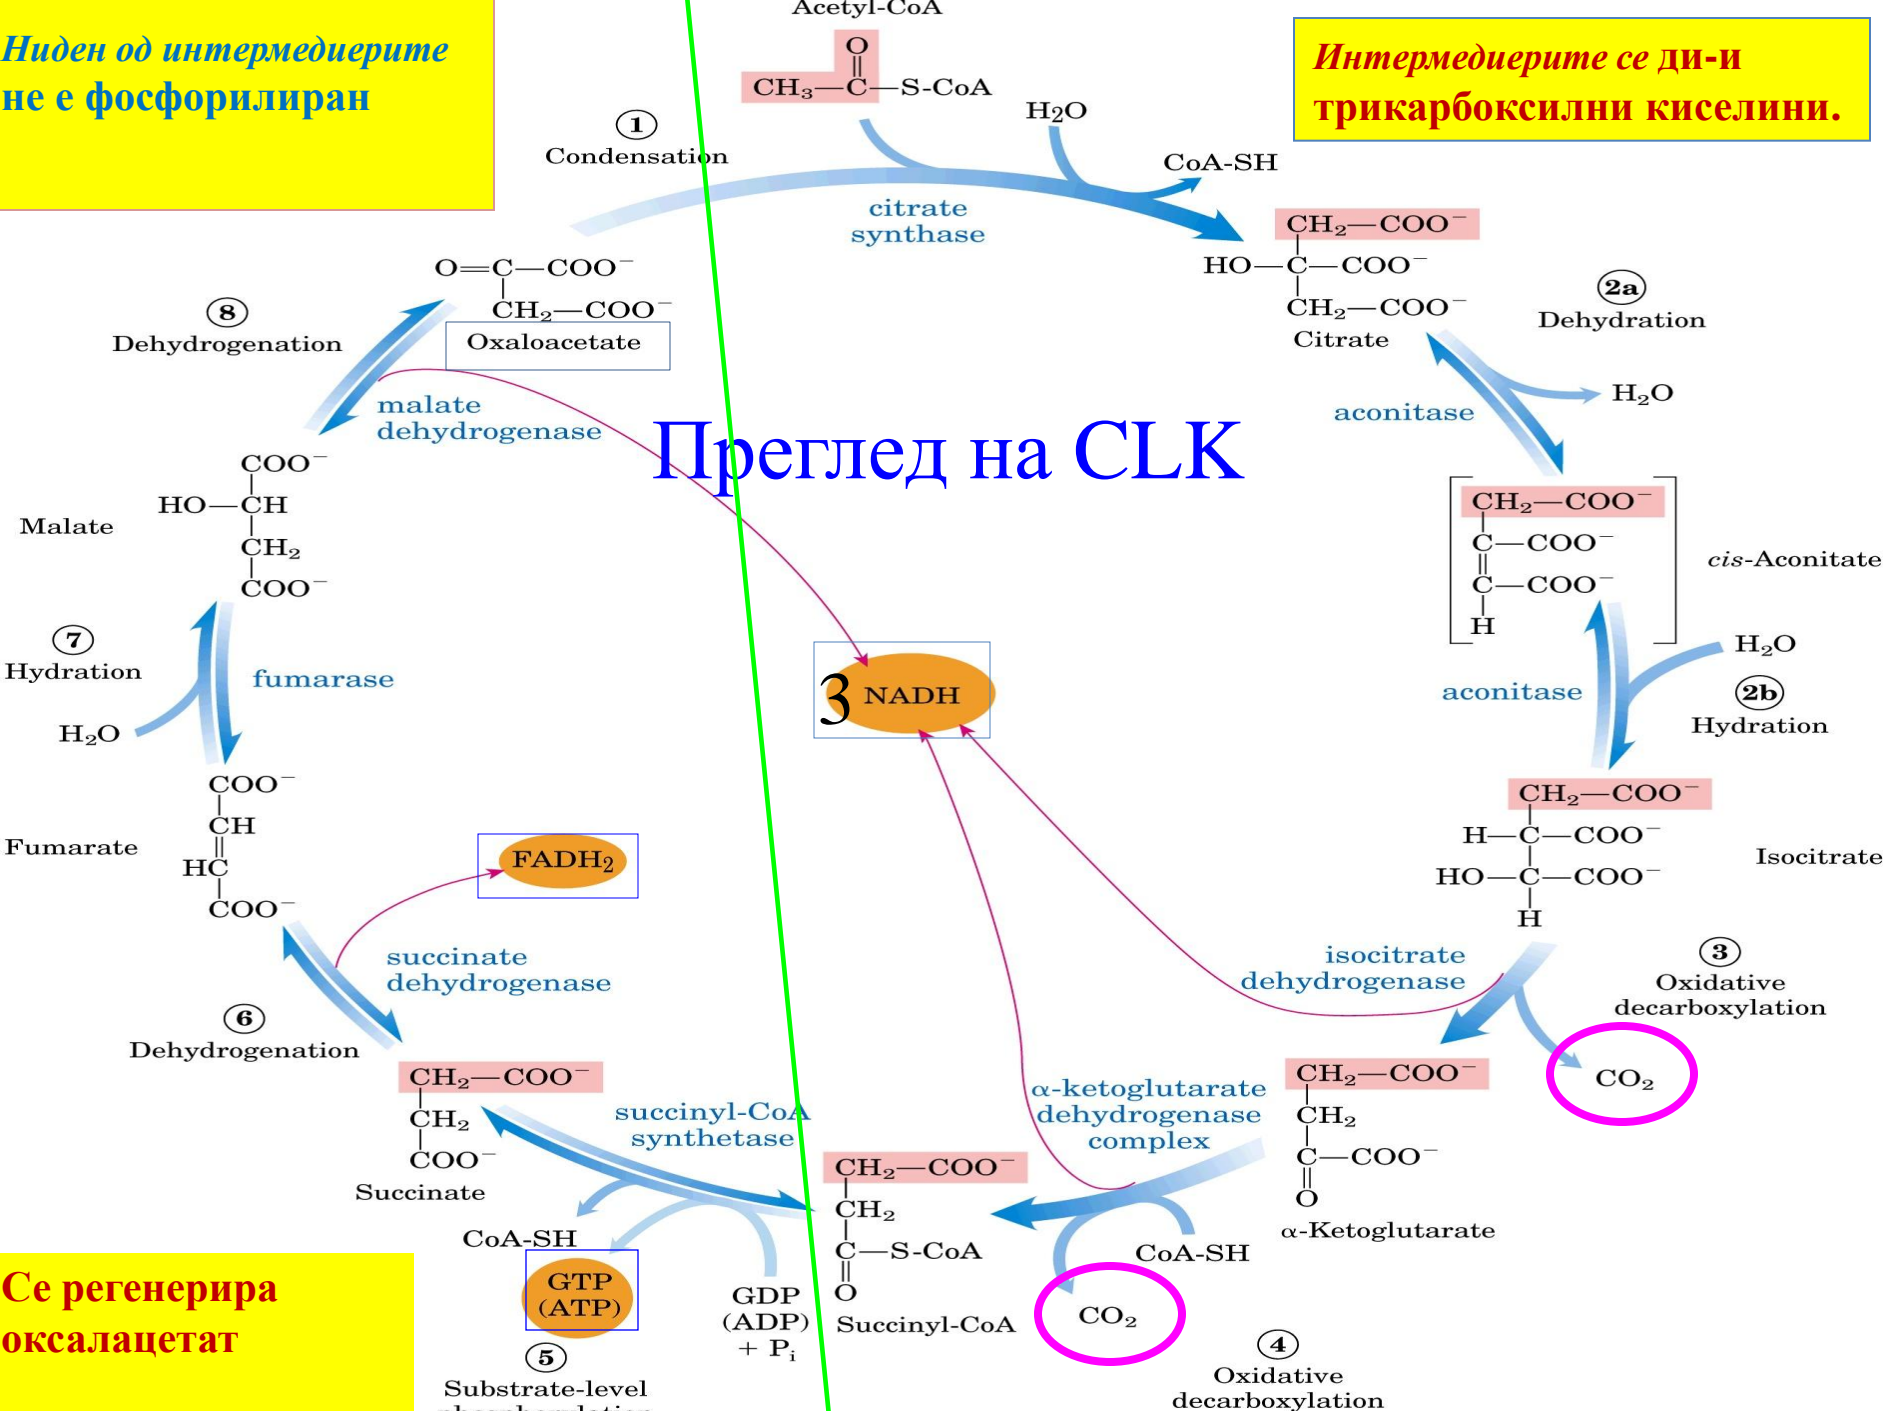 Ниден од интермедиерите
не е фосфорилиран
Acetyl-CoA
O
CH₃—C—S-CoA
H₂O
Интермедиерите се ди-и
трикарбоксилни киселини.
1
Condensation
CoA-SH
citrate
synthase
CH₂—COO⁻
HO—C—COO⁻
CH₂—COO⁻
Citrate
O=C—COO⁻
CH₂—COO⁻
Oxaloacetate
8
Dehydrogenation
malate
dehydrogenase
2a
Dehydration
H₂O
aconitase
Преглед на CLK
COO⁻
HO—CH
CH₂
COO⁻
Malate
CH₂—COO⁻
C—COO⁻
C—COO⁻
H
cis-Aconitate
7
Hydration
fumarase
H₂O
3 NADH
H₂O
aconitase
2b
Hydration
COO⁻
CH
HC
COO⁻
Fumarate
FADH₂
CH₂—COO⁻
H—C—COO⁻
HO—C—COO⁻
H
Isocitrate
succinate
dehydrogenase
6
Dehydrogenation
isocitrate
dehydrogenase
3
Oxidative
decarboxylation
CO₂
CH₂—COO⁻
CH₂
COO⁻
Succinate
succinyl-CoA
synthetase
α-ketoglutarate
dehydrogenase
complex
CH₂—COO⁻
CH₂
C—COO⁻
O
α-Ketoglutarate
CH₂—COO⁻
CH₂
C—S-CoA
O
Succinyl-CoA
CoA-SH
GTP
(ATP)
GDP
(ADP)
+ Pᵢ
CoA-SH
CO₂
Се регенерира
оксалацетат
5
Substrate-level
phosphorylation
4
Oxidative
decarboxylation